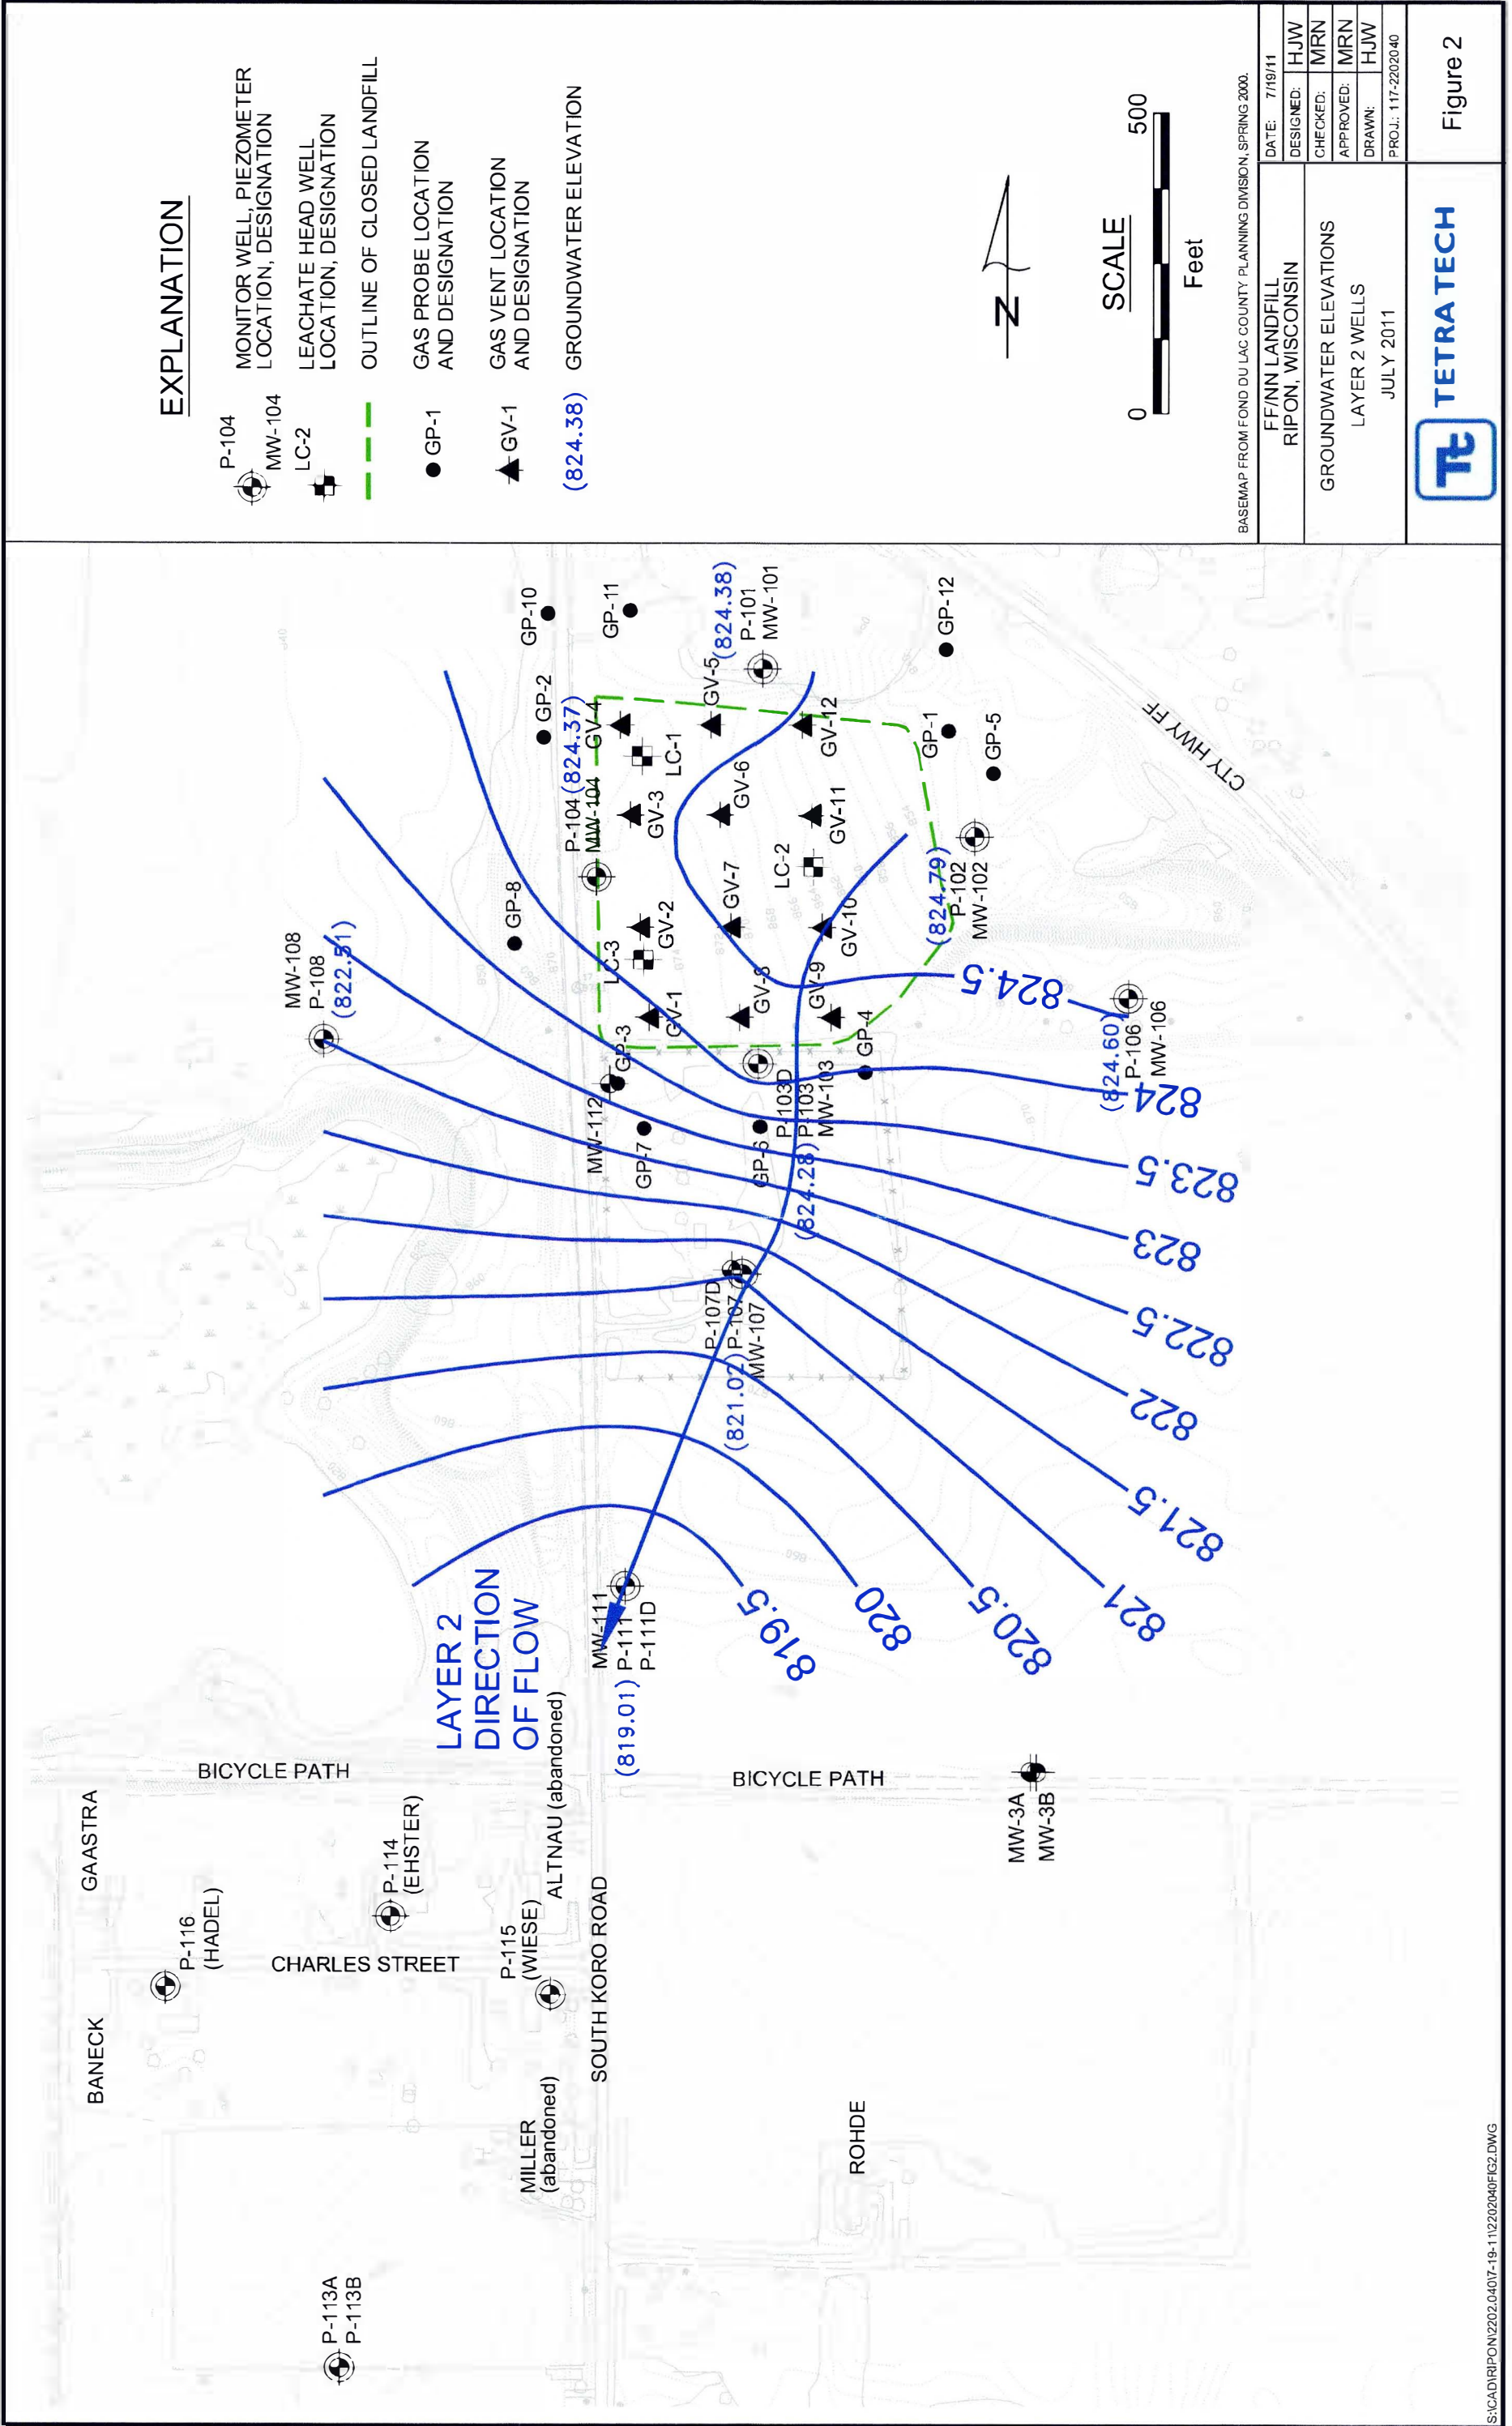 EXPLANATION
P-104
MW-104
MONITOR WELL, PIEZOMETER
LOCATION, DESIGNATION
LC-2
LEACHATE HEAD WELL
LOCATION, DESIGNATION
OUTLINE OF CLOSED LANDFILL
GP-1
GAS PROBE LOCATION
AND DESIGNATION
GV-1
GAS VENT LOCATION
AND DESIGNATION
(824.38)
GROUNDWATER ELEVATION
N
SCALE
0
500
Feet
BASEMAP FROM FOND DU LAC COUNTY PLANNING DIVISION, SPRING 2000.
FF/NN LANDFILL
RIPON, WISCONSIN
GROUNDWATER ELEVATIONS
LAYER 2 WELLS
JULY 2011
DATE: 7/19/11
DESIGNED: HJW
CHECKED: MRN
APPROVED: MRN
DRAWN: HJW
PROJ.: 117-2202040
Tt
TETRA TECH
Figure 2
GP-10
GP-11
GP-2
(824.38)
P-101
MW-101
GP-12
GV-5
GV-4
(824.37)
P-104
MW-104
LC-1
GV-12
GP-1
GP-5
CTY HWY FF
GV-3
GV-6
GV-11
GP-8
LC-2
GV-7
GV-2
GV-10
(824.79)
P-102
MW-102
LC-3
MW-108
P-108
(822.51)
GV-1
GV-8
GV-9
GP-4
824.5
(824.60)
P-106
MW-106
GP-3
MW-112
GP-7
GP-6
P-103D
P-103
MW-103
(824.28)
824
823.5
823
822.5
822
821.5
821
820.5
820
819.5
P-107D
P-107
MW-107
(821.02)
LAYER 2
DIRECTION
OF FLOW
MW-111
P-111
P-111D
(819.01)
ALTNAU (abandoned)
BICYCLE PATH
BICYCLE PATH
MW-3A
MW-3B
GAASTRA
P-114
(EHSTER)
P-116
(HADEL)
CHARLES STREET
P-115
(WIESE)
SOUTH KORO ROAD
BANECK
MILLER
(abandoned)
ROHDE
P-113A
P-113B
S:\CAD\RIPON\2202.040\7-19-11\2202040FIG2.DWG